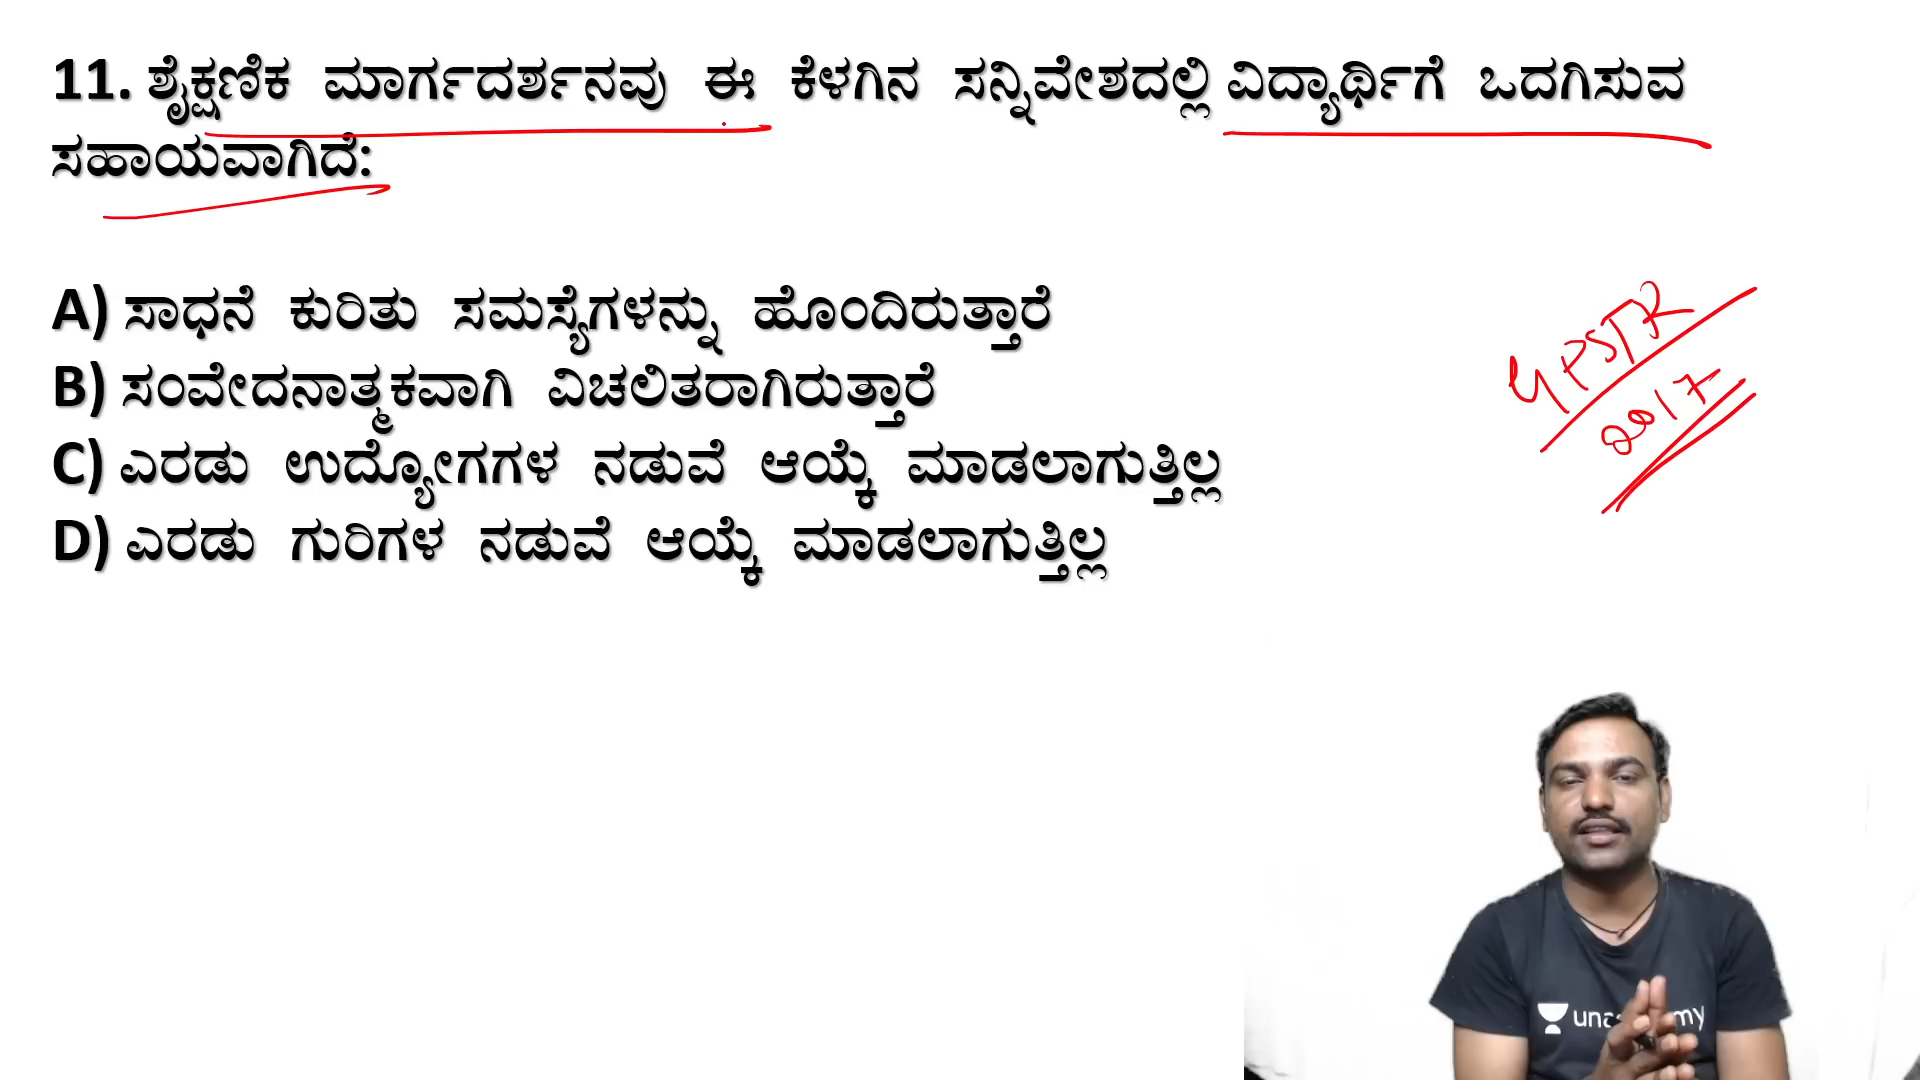 11. ಶೈಕ್ಷಣಿಕ ಮಾರ್ಗದರ್ಶನವು ಈ ಕೆಳಗಿನ ಸನ್ನಿವೇಶದಲ್ಲಿ ವಿದ್ಯಾರ್ಥಿಗೆ ಒದಗಿಸುವ
ಸಹಾಯವಾಗಿದೆ:
A) ಸಾಧನೆ ಕುರಿತು ಸಮಸ್ಯೆಗಳನ್ನು ಹೊಂದಿರುತ್ತಾರೆ
B) ಸಂವೇದನಾತ್ಮಕವಾಗಿ ವಿಚಲಿತರಾಗಿರುತ್ತಾರೆ
C) ಎರಡು ಉದ್ಯೋಗಗಳ ನಡುವೆ ಆಯ್ಕೆ ಮಾಡಲಾಗುತ್ತಿಲ್ಲ
D) ಎರಡು ಗುರಿಗಳ ನಡುವೆ ಆಯ್ಕೆ ಮಾಡಲಾಗುತ್ತಿಲ್ಲ
2017